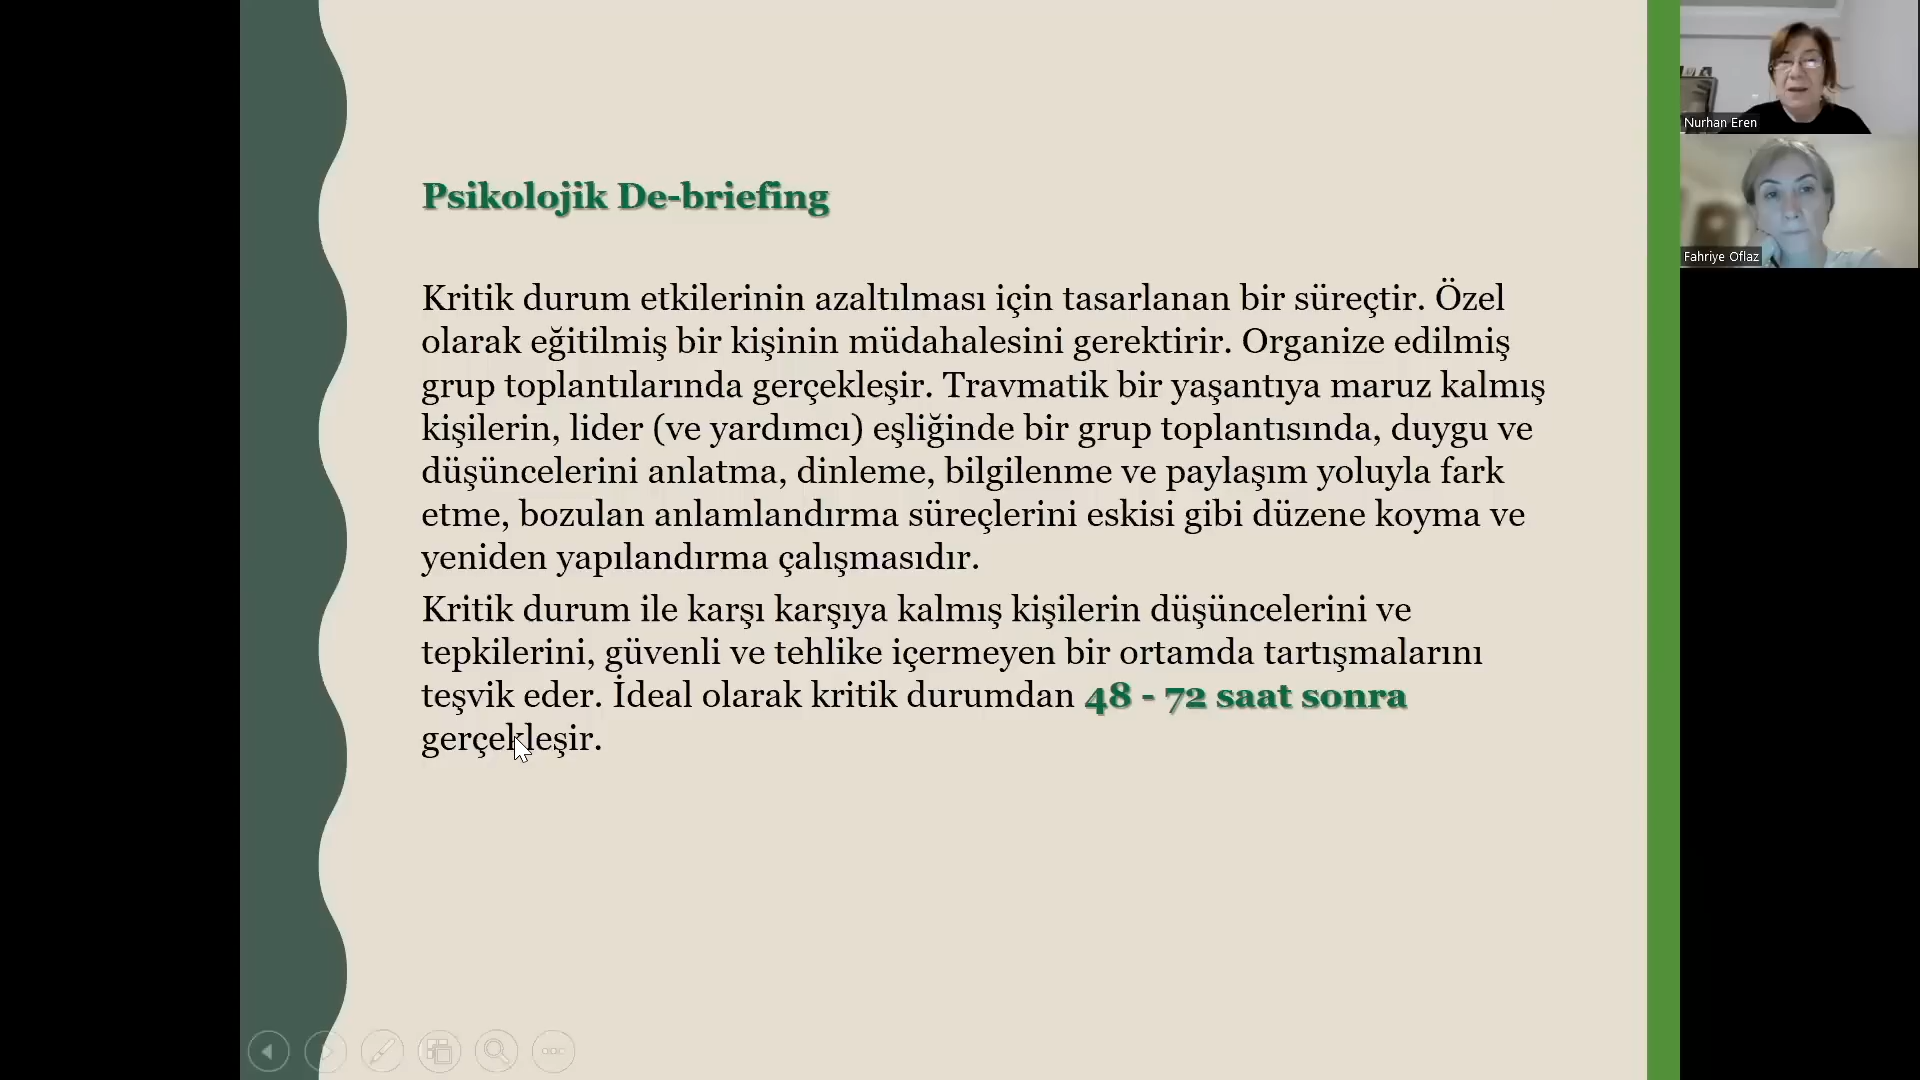 Psikolojik De-briefing
Kritik durum etkilerinin azaltılması için tasarlanan bir süreçtir. Özel
olarak eğitilmiş bir kişinin müdahalesini gerektirir. Organize edilmiş
grup toplantılarında gerçekleşir. Travmatik bir yaşantıya maruz kalmış
kişilerin, lider (ve yardımcı) eşliğinde bir grup toplantısında, duygu ve
düşüncelerini anlatma, dinleme, bilgilenme ve paylaşım yoluyla fark
etme, bozulan anlamlandırma süreçlerini eskisi gibi düzene koyma ve
yeniden yapılandırma çalışmasıdır.
Kritik durum ile karşı karşıya kalmış kişilerin düşüncelerini ve
tepkilerini, güvenli ve tehlike içermeyen bir ortamda tartışmalarını
teşvik eder. İdeal olarak kritik durumdan 48 - 72 saat sonra
gerçekleşir.
Nurhan Eren
Fahriye Oflaz